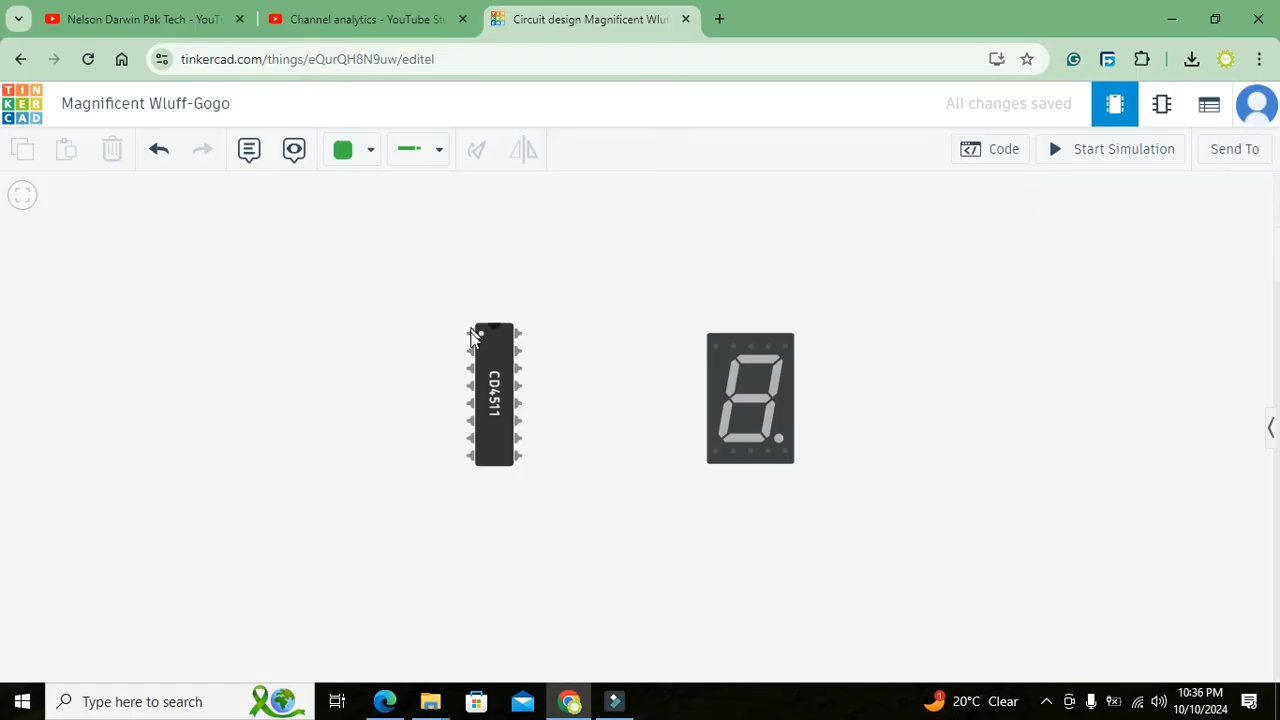 Nelson Darwin Pak Tech - YouT
Channel analytics - YouTube St
Circuit design Magnificent Wluf
tinkercad.com/things/eQurQH8N9uw/editel
TIN
KER
CAD
Magnificent Wluff-Gogo
All changes saved
Code
Start Simulation
Send To
CD4511
Type here to search
20°C Clear
10:36 PM
10/10/2024